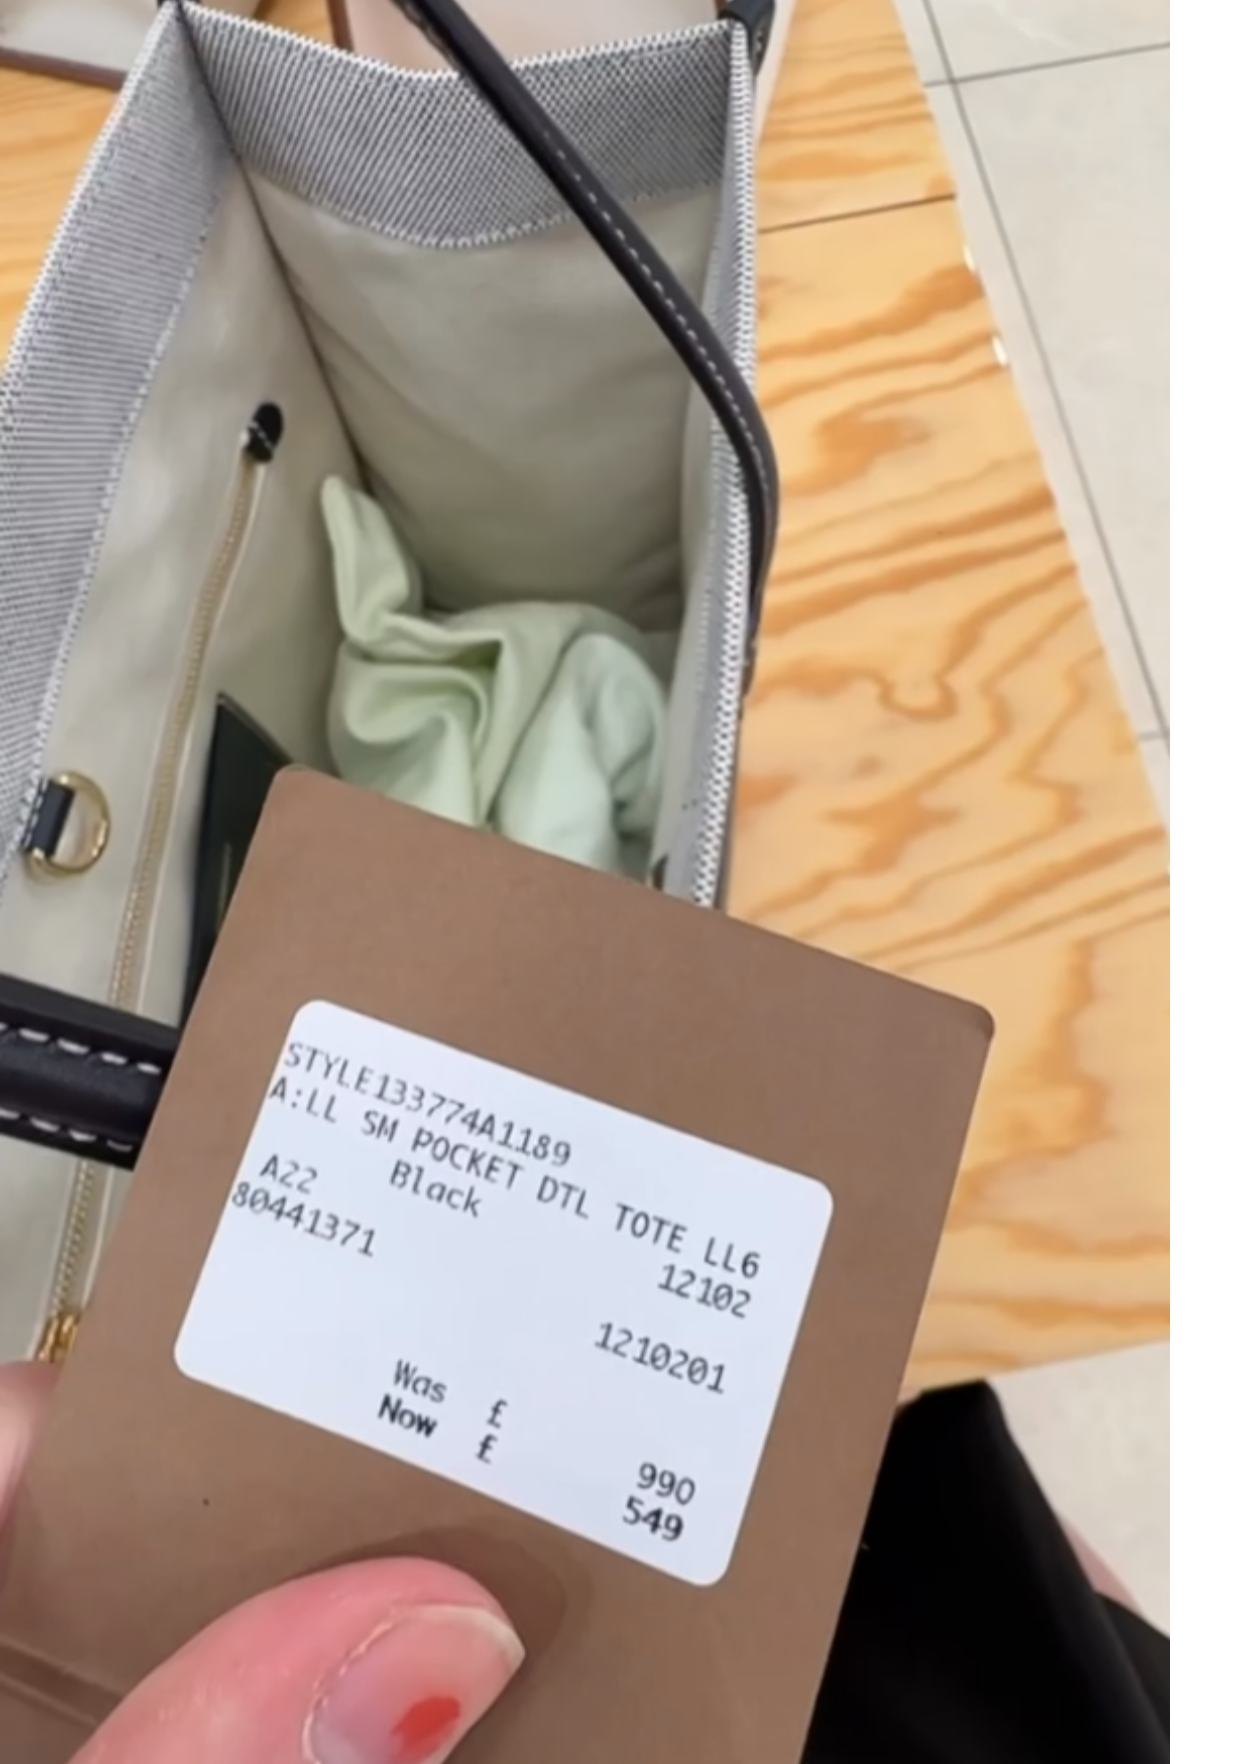 STYLE133774A1189
A:LL SM POCKET DTL TOTE LL6
A22 Black 12102
80441371
1210201
Was £ 990
Now £ 549